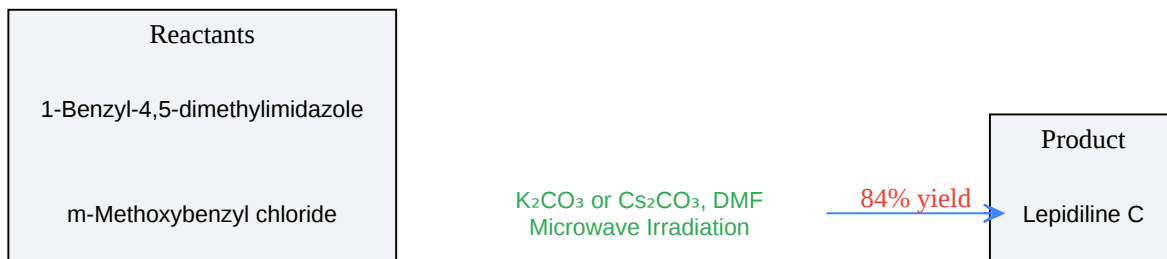 Reactants
1-Benzyl-4,5-dimethylimidazole
m-Methoxybenzyl chloride
K₂CO₃ or Cs₂CO₃, DMF
Microwave Irradiation
84% yield
Product
Lepidiline C